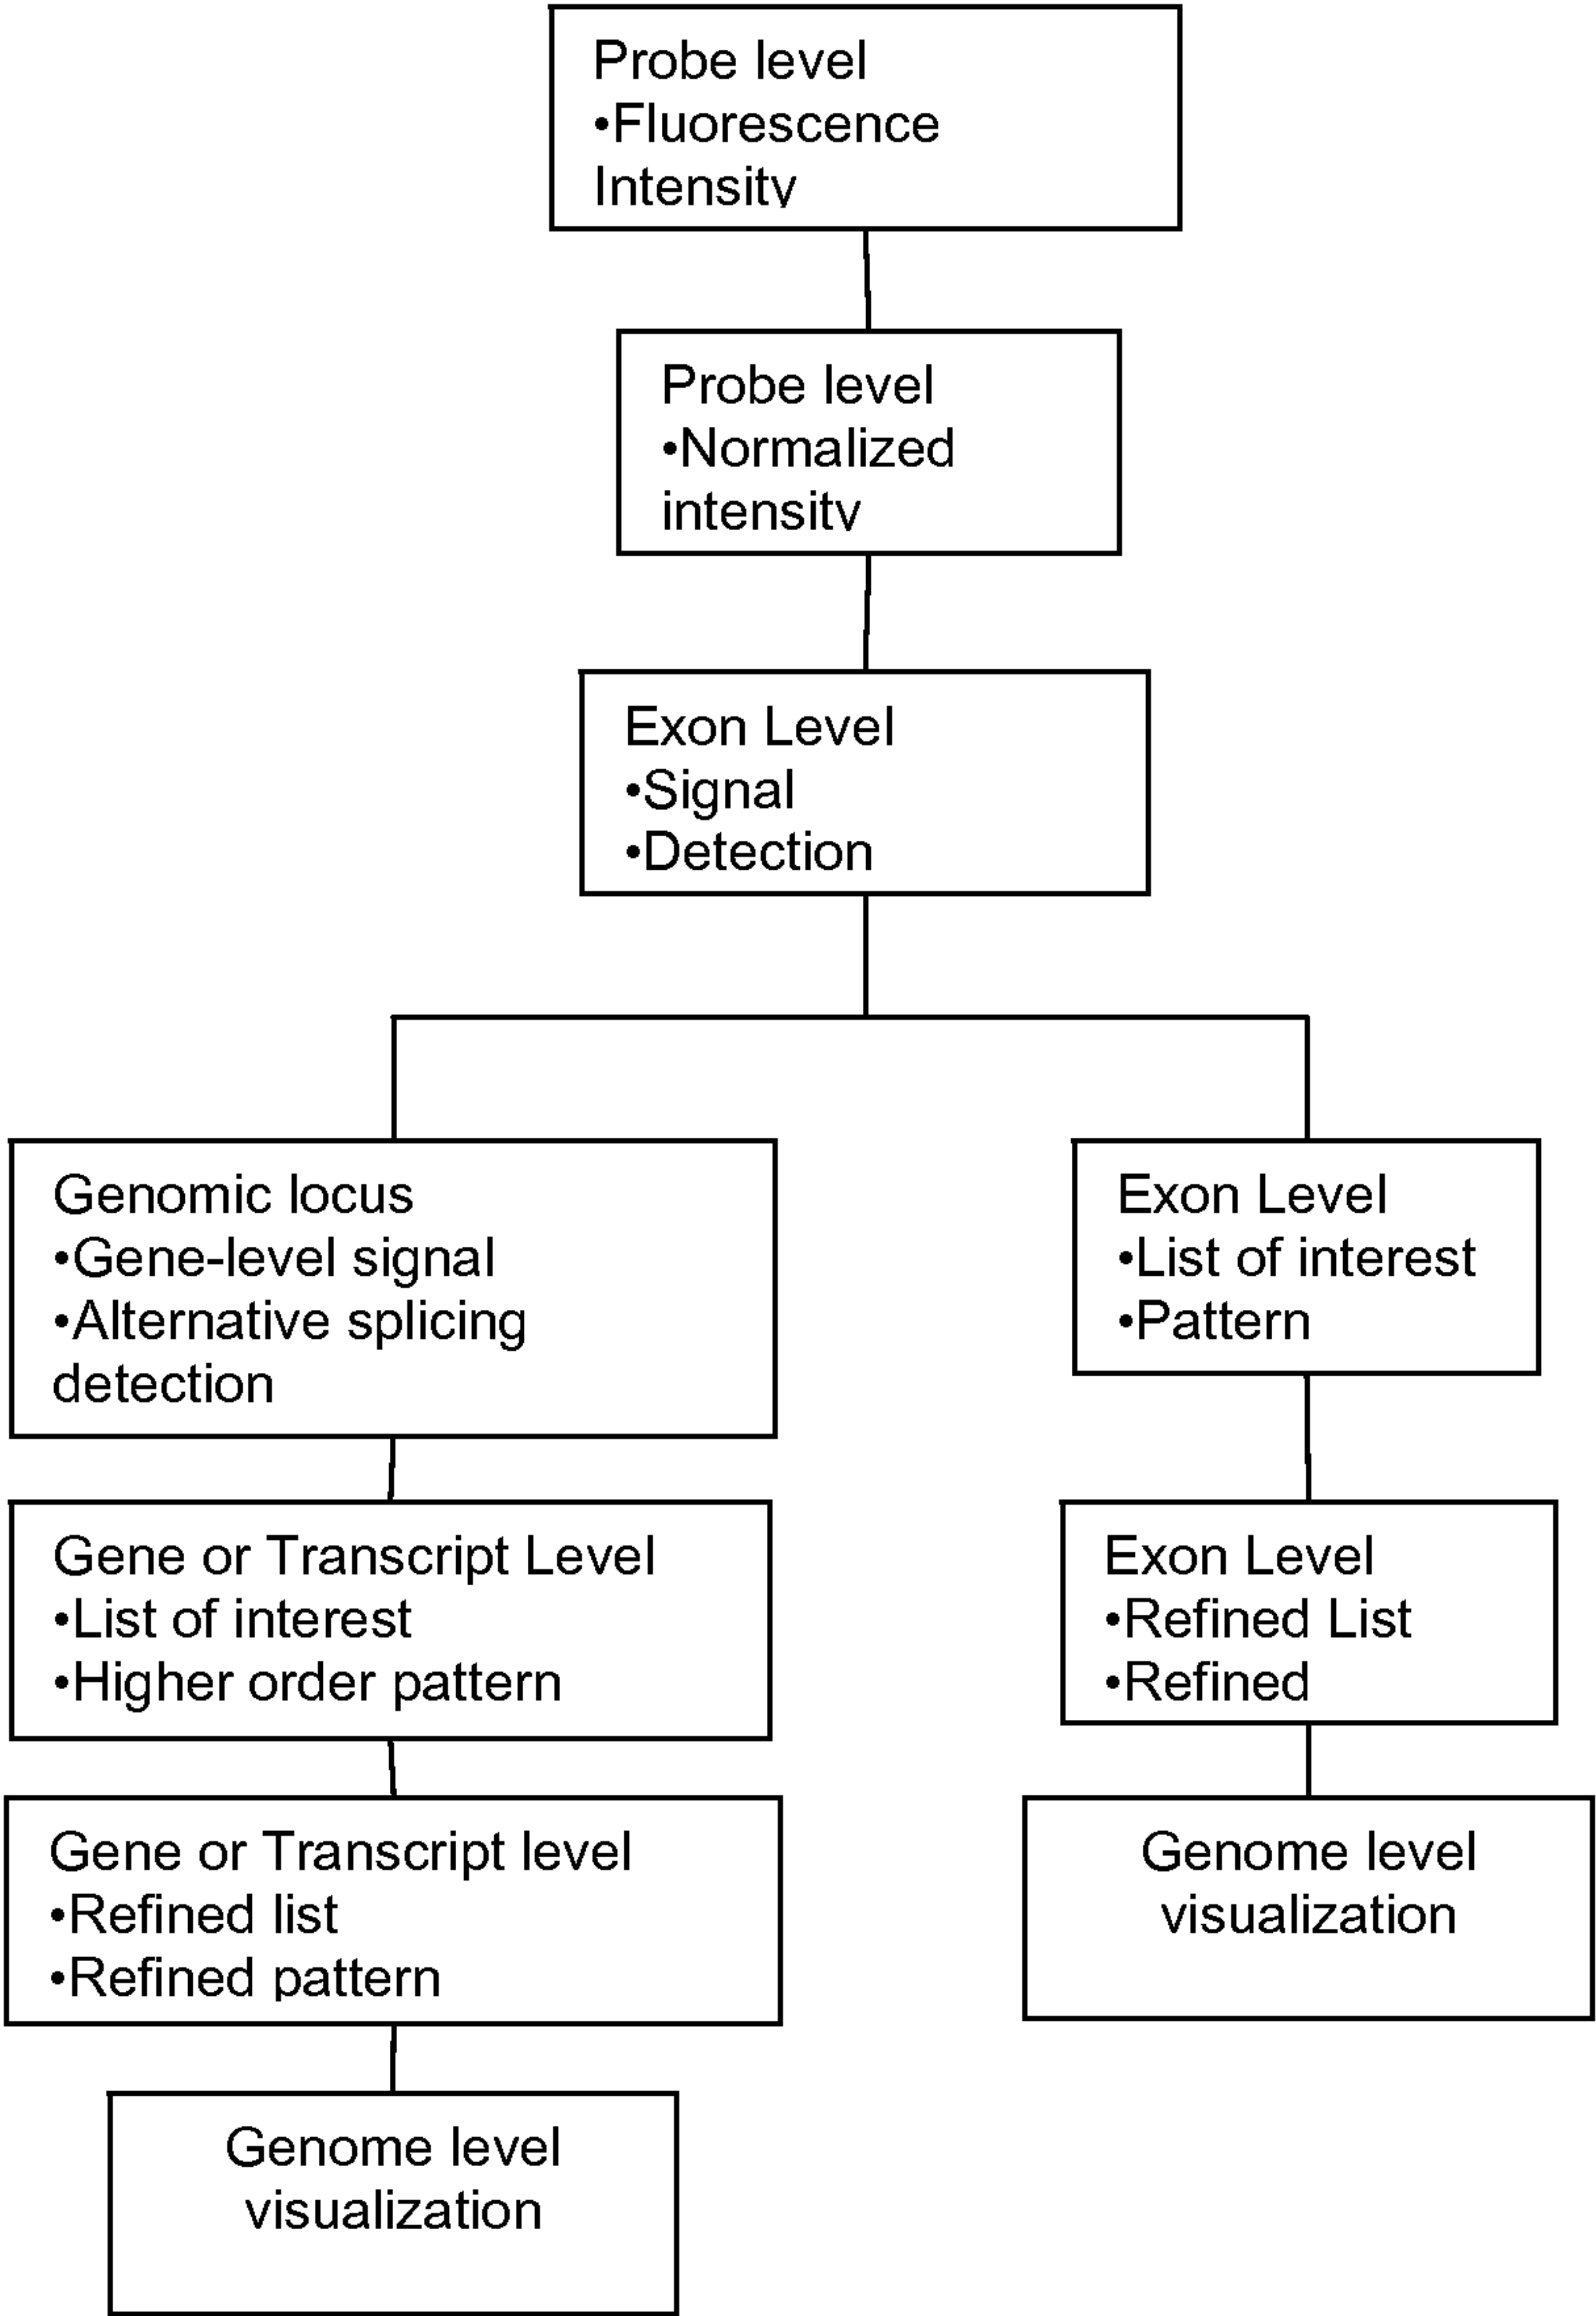 Probe level
•Fluorescence
Intensity
Probe level
•Normalized
intensity
Exon Level
•Signal
•Detection
Genomic locus
•Gene-level signal
•Alternative splicing
detection
Exon Level
•List of interest
•Pattern
Gene or Transcript Level
•List of interest
•Higher order pattern
Exon Level
•Refined List
•Refined
Gene or Transcript level
•Refined list
•Refined pattern
Genome level
visualization
Genome level
visualization